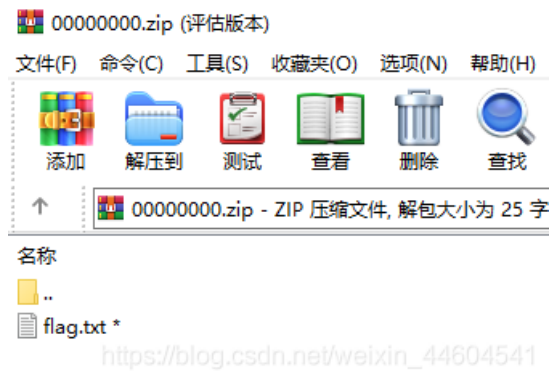 00000000.zip (评估版本)
文件(F) 命令(C) 工具(S) 收藏夹(O) 选项(N) 帮助(H)
添加 解压到 测试 查看 删除 查找
00000000.zip - ZIP 压缩文件, 解包大小为 25 字
名称
..
flag.txt *
https://blog.csdn.net/weixin_44604541